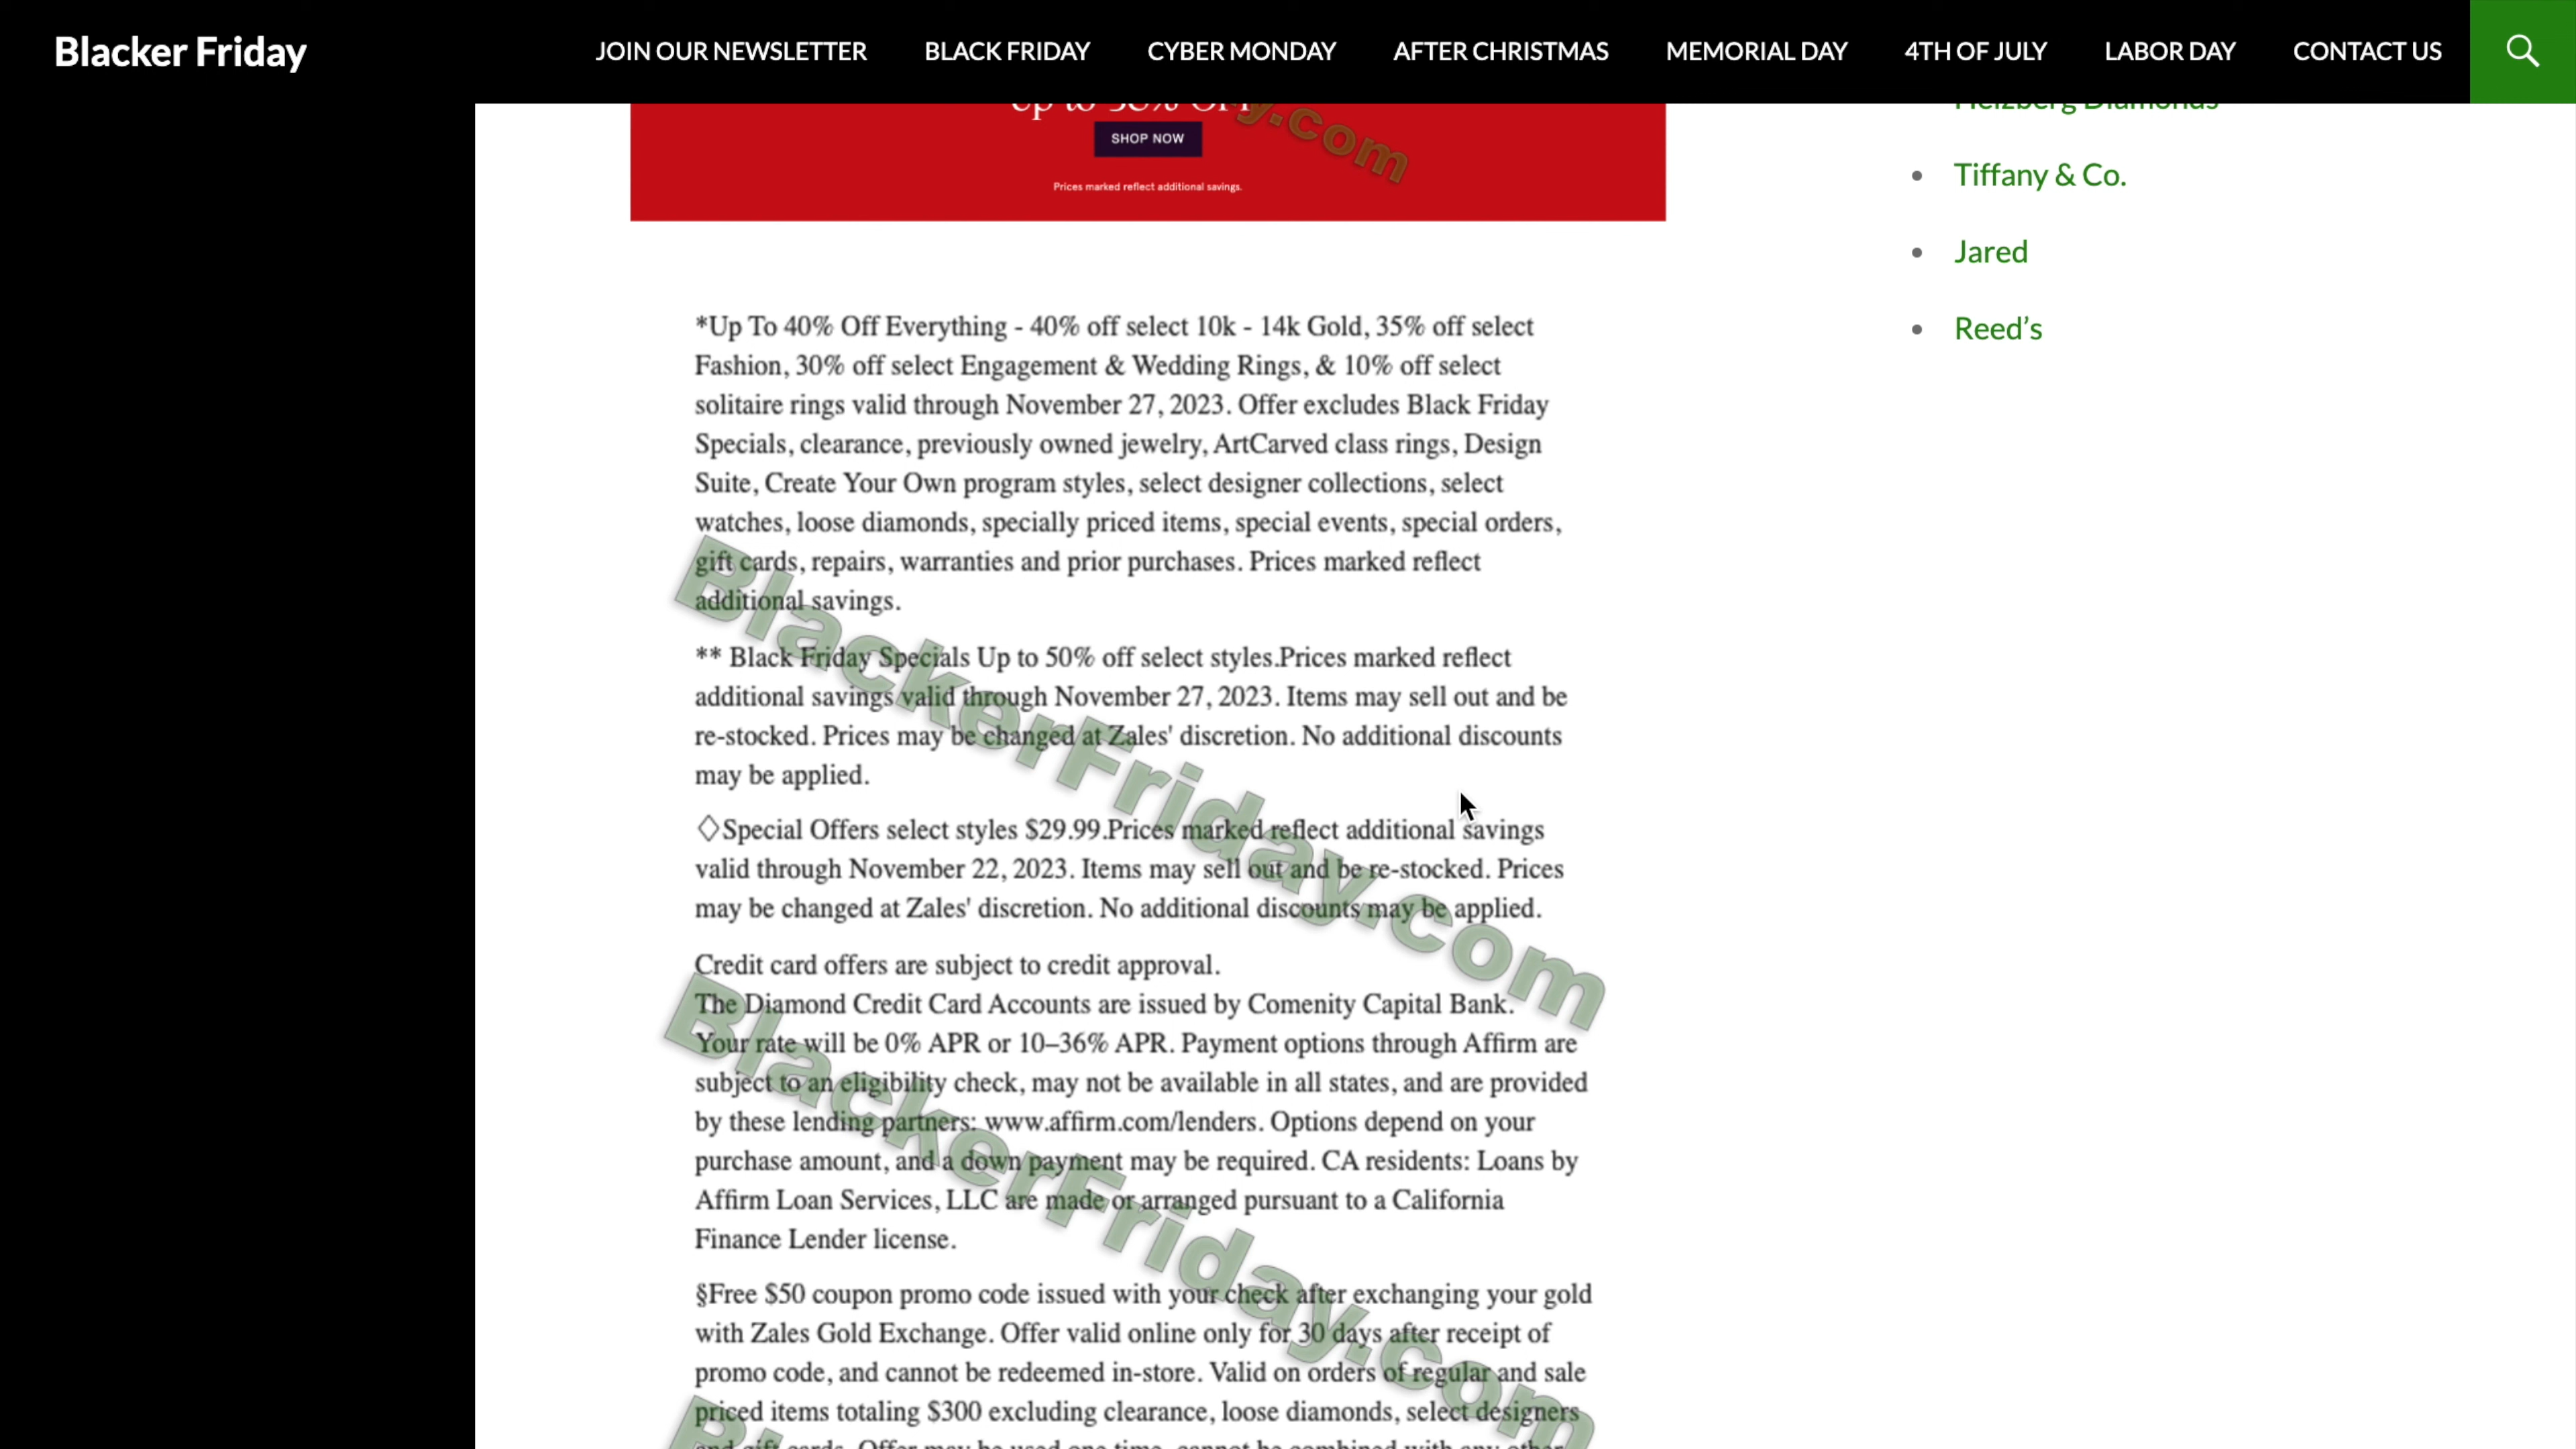 Blacker Friday
JOIN OUR NEWSLETTER
BLACK FRIDAY
CYBER MONDAY
AFTER CHRISTMAS
MEMORIAL DAY
4TH OF JULY
LABOR DAY
CONTACT US
Up to 50% OFF
SHOP NOW
Prices marked reflect additional savings.
y.com
*Up To 40% Off Everything - 40% off select 10k - 14k Gold, 35% off select
Fashion, 30% off select Engagement & Wedding Rings, & 10% off select
solitaire rings valid through November 27, 2023. Offer excludes Black Friday
Specials, clearance, previously owned jewelry, ArtCarved class rings, Design
Suite, Create Your Own program styles, select designer collections, select
watches, loose diamonds, specially priced items, special events, special orders,
gift cards, repairs, warranties and prior purchases. Prices marked reflect
additional savings.
** Black Friday Specials Up to 50% off select styles.Prices marked reflect
additional savings valid through November 27, 2023. Items may sell out and be
re-stocked. Prices may be changed at Zales' discretion. No additional discounts
may be applied.
◇Special Offers select styles $29.99.Prices marked reflect additional savings
valid through November 22, 2023. Items may sell out and be re-stocked. Prices
may be changed at Zales' discretion. No additional discounts may be applied.
Credit card offers are subject to credit approval.
The Diamond Credit Card Accounts are issued by Comenity Capital Bank.
Your rate will be 0% APR or 10–36% APR. Payment options through Affirm are
subject to an eligibility check, may not be available in all states, and are provided
by these lending partners: www.affirm.com/lenders. Options depend on your
purchase amount, and a down payment may be required. CA residents: Loans by
Affirm Loan Services, LLC are made or arranged pursuant to a California
Finance Lender license.
§Free $50 coupon promo code issued with your check after exchanging your gold
with Zales Gold Exchange. Offer valid online only for 30 days after receipt of
promo code, and cannot be redeemed in-store. Valid on orders of regular and sale
priced items totaling $300 excluding clearance, loose diamonds, select designers
and gift cards. Offer may be used one time, cannot be combined with any other
BlackerFriday.com
BlackerFriday.com
Helzberg Diamonds
Tiffany & Co.
Jared
Reed's